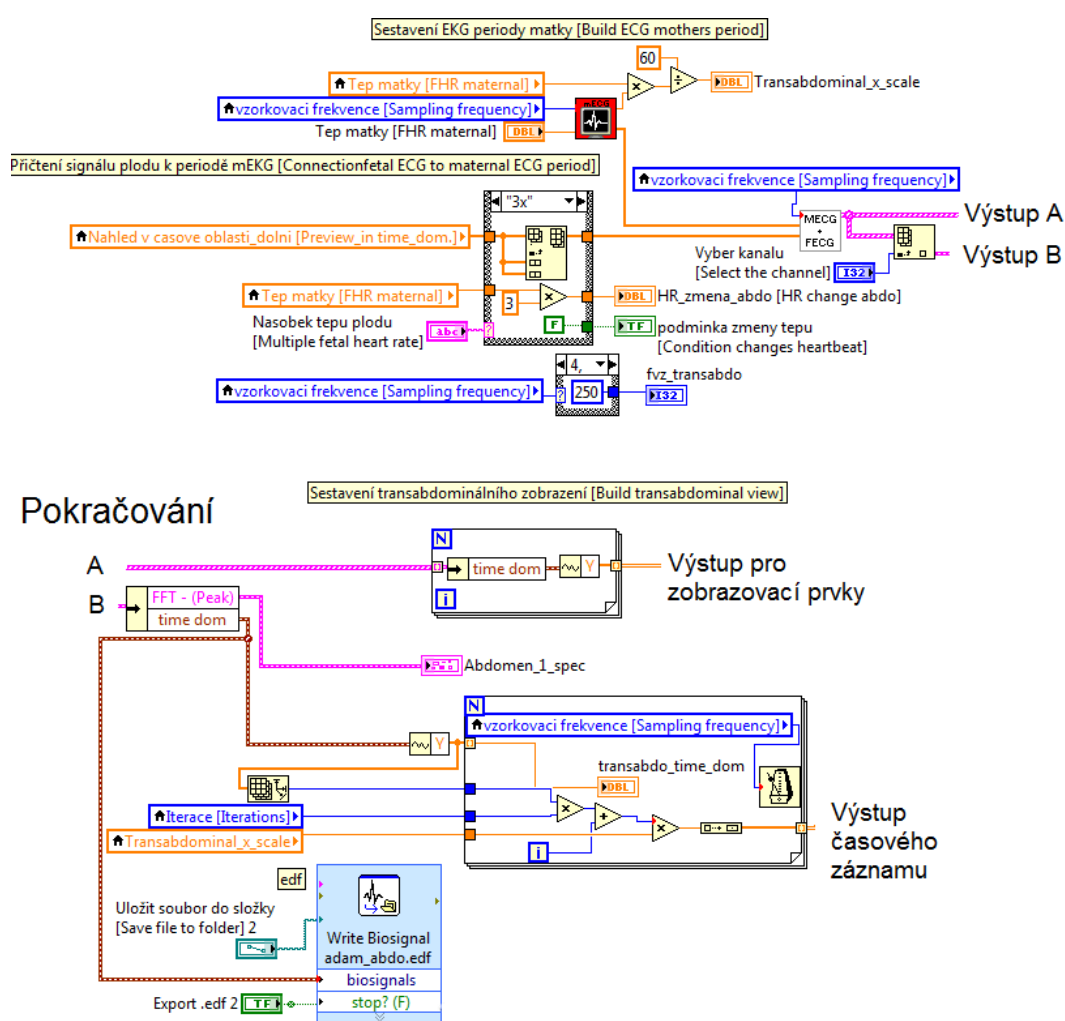 Sestavení EKG periody matky [Build ECG mothers period]
60
Tep matky [FHR maternal]
DBL
Transabdominal_x_scale
vzorkovaci frekvence [Sampling frequency]
mECG
Tep matky [FHR maternal]
DBL
Přičtení signálu plodu k periodě mEKG [Connectionfetal ECG to maternal ECG period]
vzorkovaci frekvence [Sampling frequency]
"3x"
MECG
+
FECG
Výstup A
Nahled v casove oblasti_dolni [Preview_in time_dom.]
Vyber kanalu
[Select the channel]
I32
Výstup B
Tep matky [FHR maternal]
3
DBL
HR_zmena_abdo [HR change abdo]
Nasobek tepu plodu
[Multiple fetal heart rate]
abc
?
F
TF
podminka zmeny tepu
[Condition changes heartbeat]
4,
fvz_transabdo
vzorkovaci frekvence [Sampling frequency]
?
250
I32
Sestavení transabdominálního zobrazení [Build transabdominal view]
Pokračování
N
A
time dom
Y
Výstup pro
zobrazovací prvky
i
B
FFT - (Peak)
time dom
Abdomen_1_spec
N
vzorkovaci frekvence [Sampling frequency]
Y
transabdo_time_dom
DBL
Iterace [Iterations]
Transabdominal_x_scale
i
Výstup
časového
záznamu
edf
Uložit soubor do složky
[Save file to folder] 2
Write Biosignal
adam_abdo.edf
biosignals
Export .edf 2
TF
stop? (F)